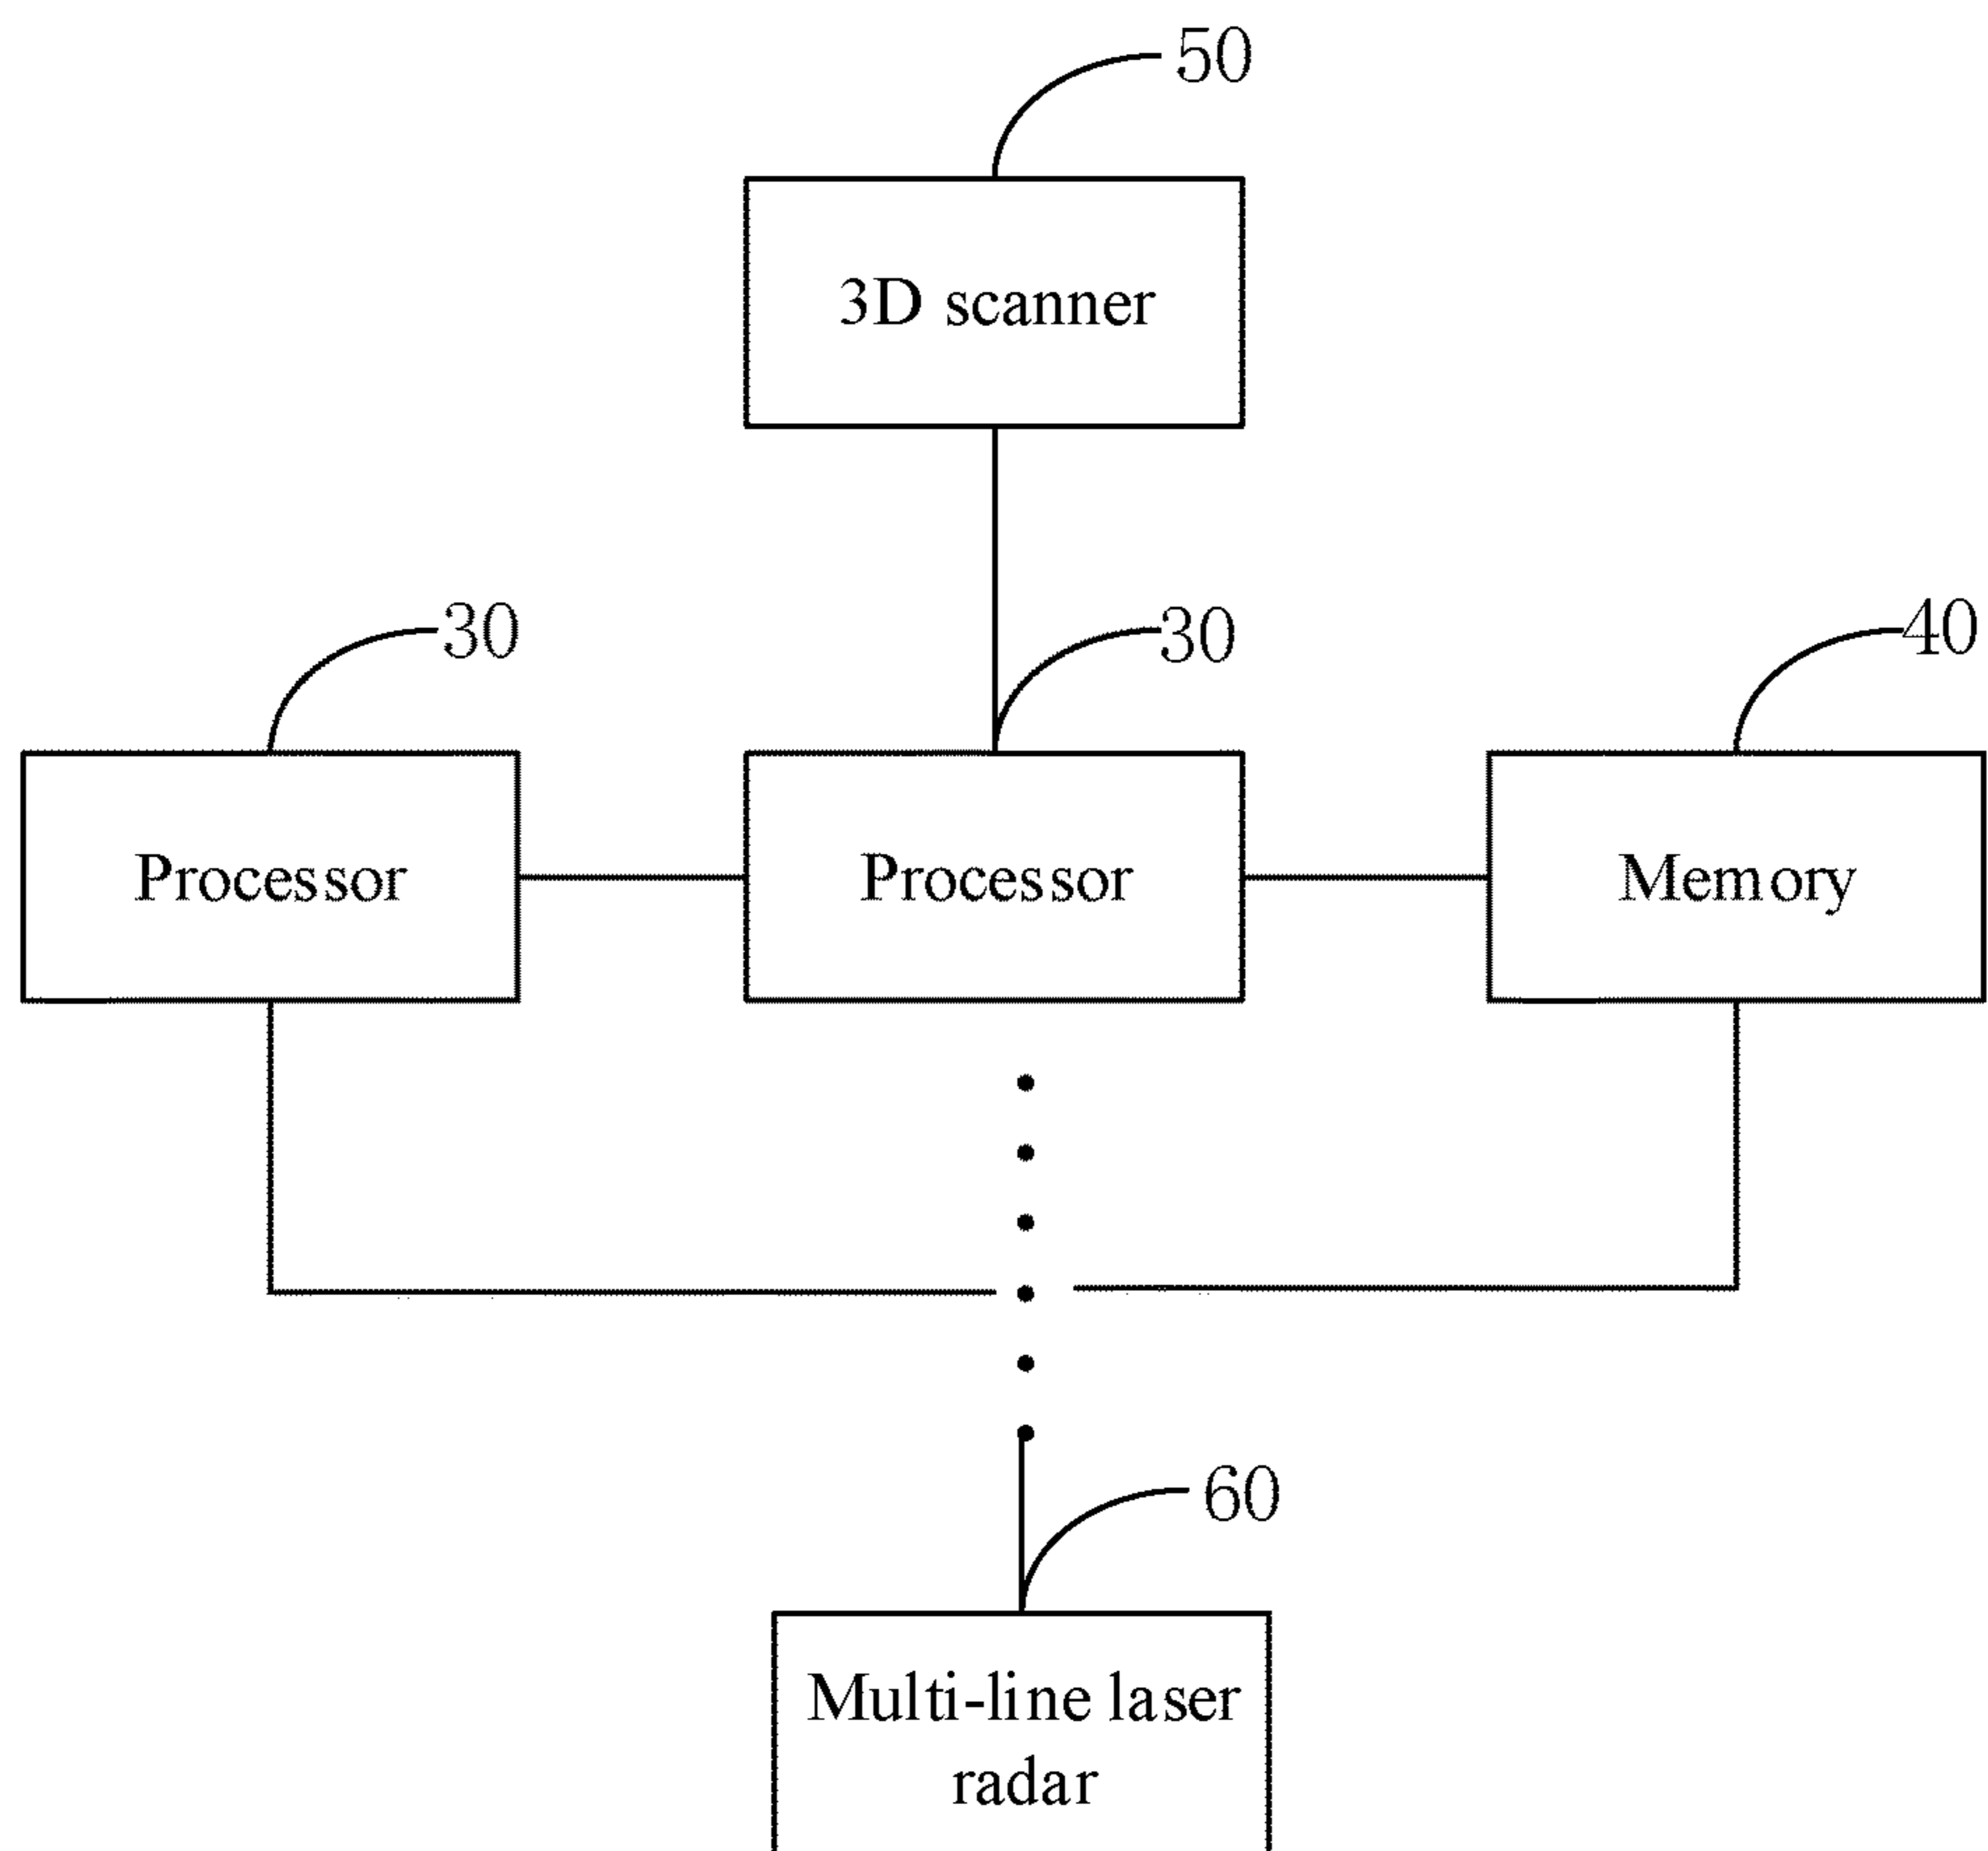 50
3D scanner
30
30
40
Processor
Processor
Memory
60
Multi-line laser
radar